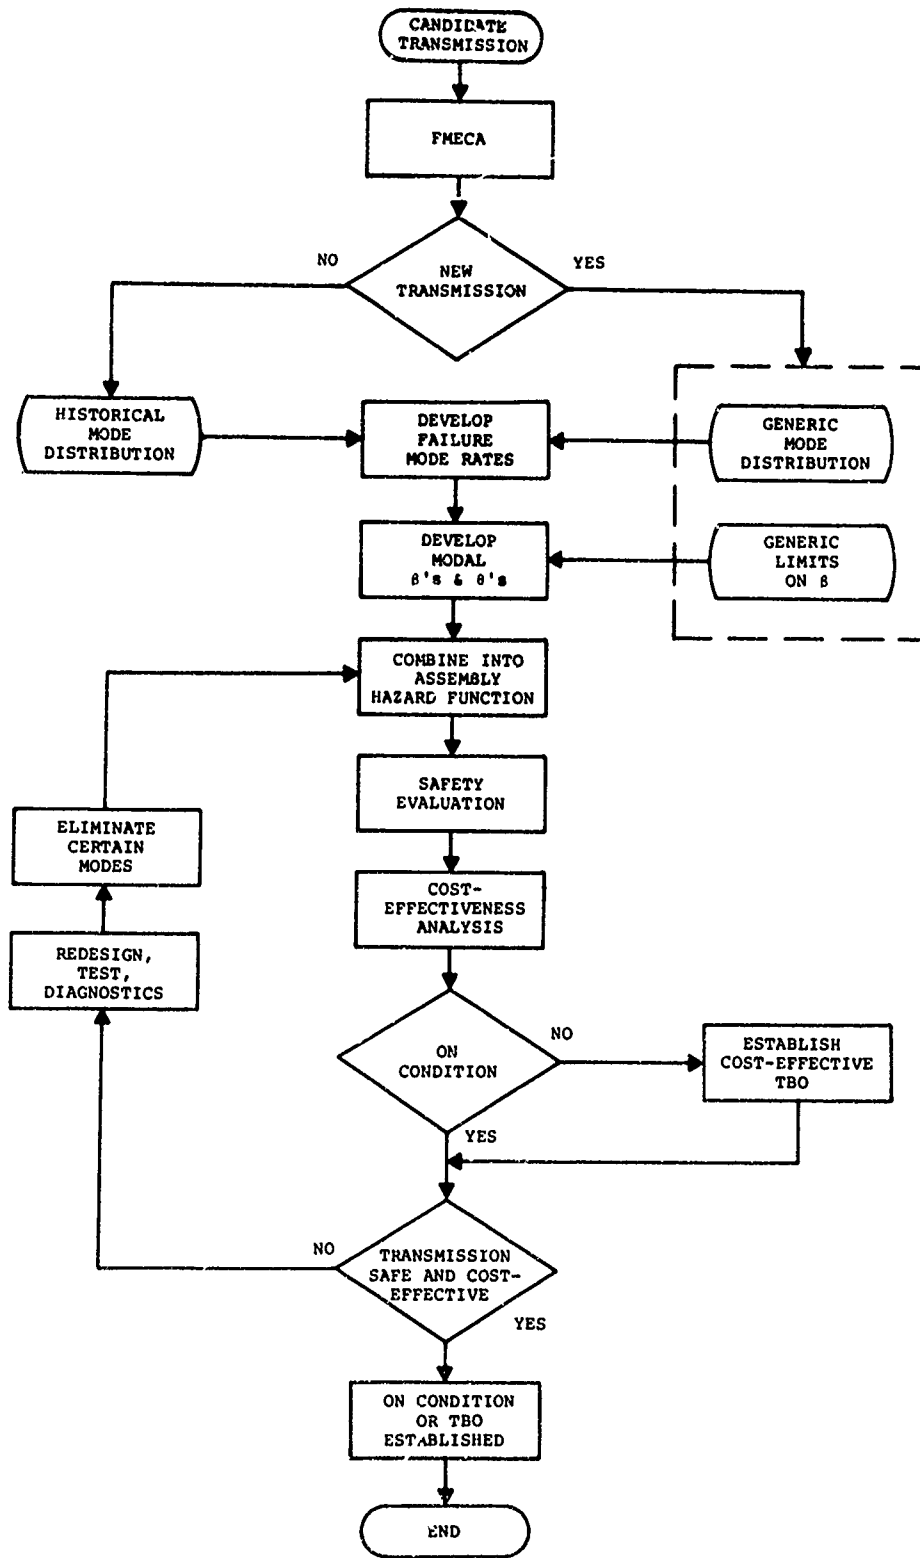 CANDIDATE
TRANSMISSION
FMECA
NO
NEW
TRANSMISSION
YES
HISTORICAL
MODE
DISTRIBUTION
DEVELOP
FAILURE
MODE RATES
GENERIC
MODE
DISTRIBUTION
DEVELOP
MODAL
β's & θ's
GENERIC
LIMITS
ON β
COMBINE INTO
ASSEMBLY
HAZARD FUNCTION
SAFETY
EVALUATION
ELIMINATE
CERTAIN
MODES
COST-
EFFECTIVENESS
ANALYSIS
REDESIGN,
TEST,
DIAGNOSTICS
ON
CONDITION
NO
ESTABLISH
COST-EFFECTIVE
TBO
YES
NO
TRANSMISSION
SAFE AND COST-
EFFECTIVE
YES
ON CONDITION
OR TBO
ESTABLISHED
END